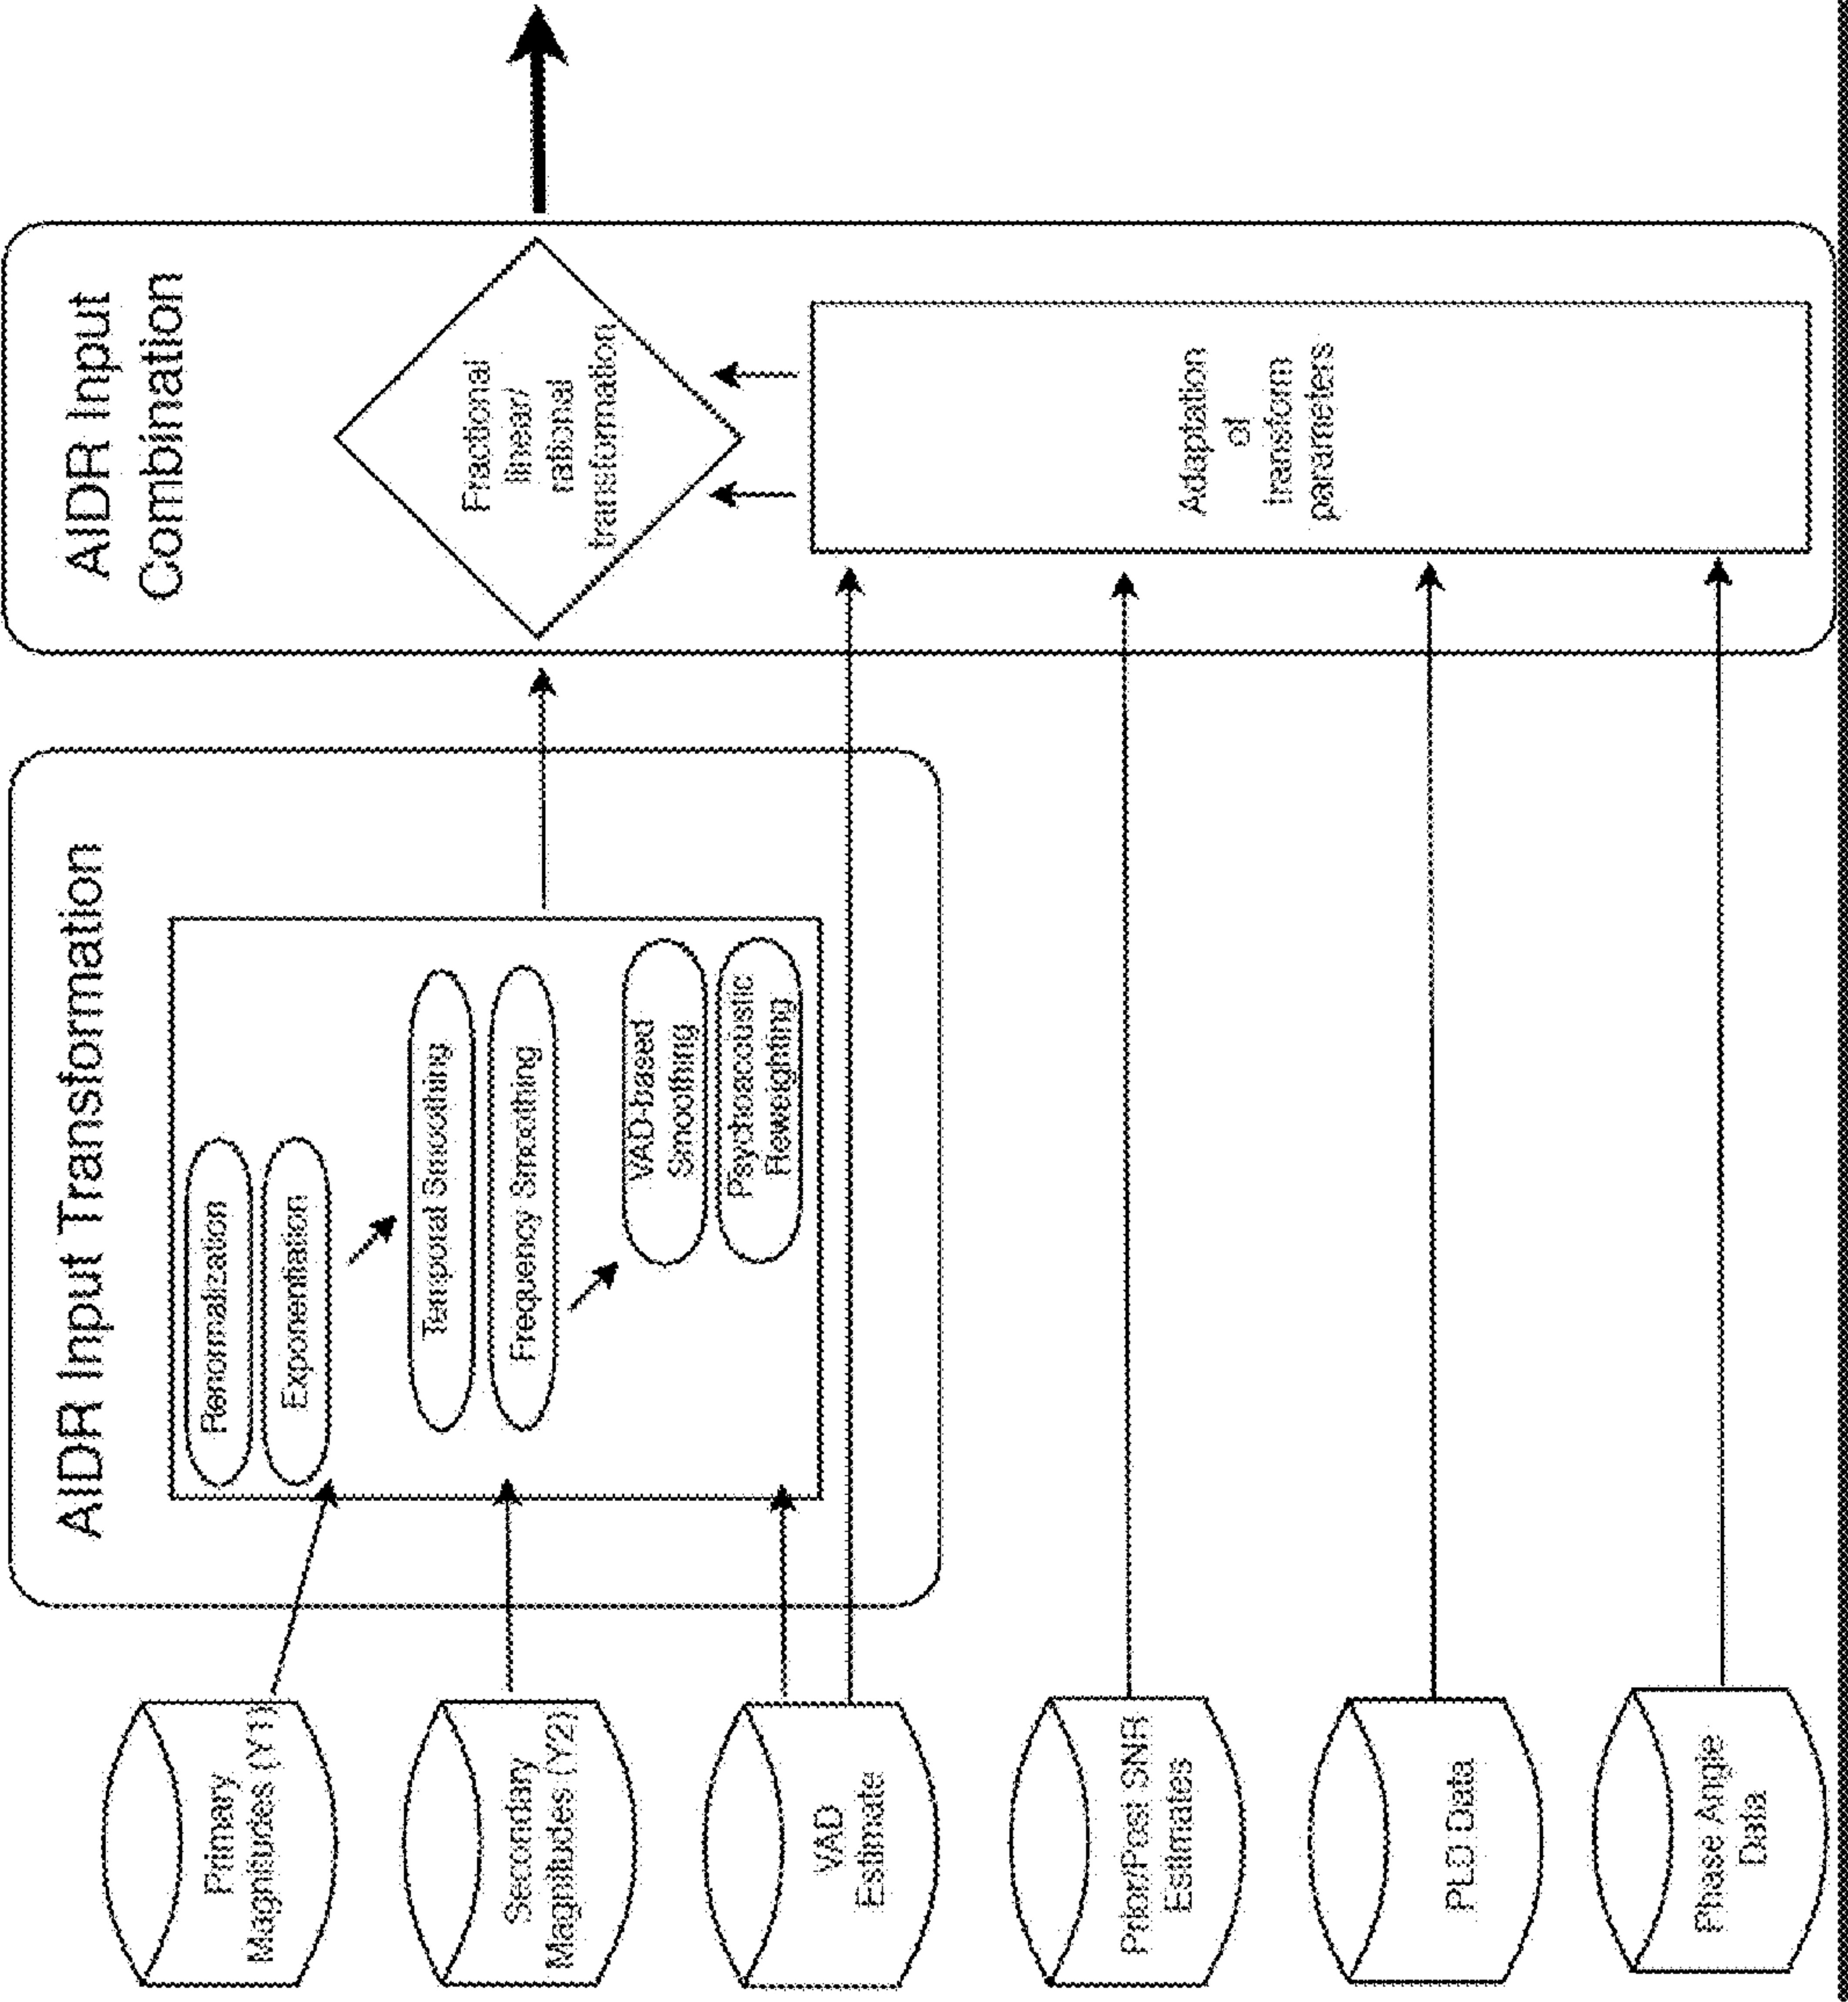 AIDR Input Transformation
AIDR Input
Combination
Primary
Magnitudes (Y1)
Secondary
Magnitudes (Y2)
VAD
Estimate
Prior/Post SNR
Estimates
PLD Data
Phase Angle
Data
Renormalization
Exponentiation
Temporal Smoothing
Frequency Smoothing
VAD-based
Smoothing
Psychoacoustic
Reweighting
Fractional
linear/
rational
transformation
Adaptation
of
transform
parameters